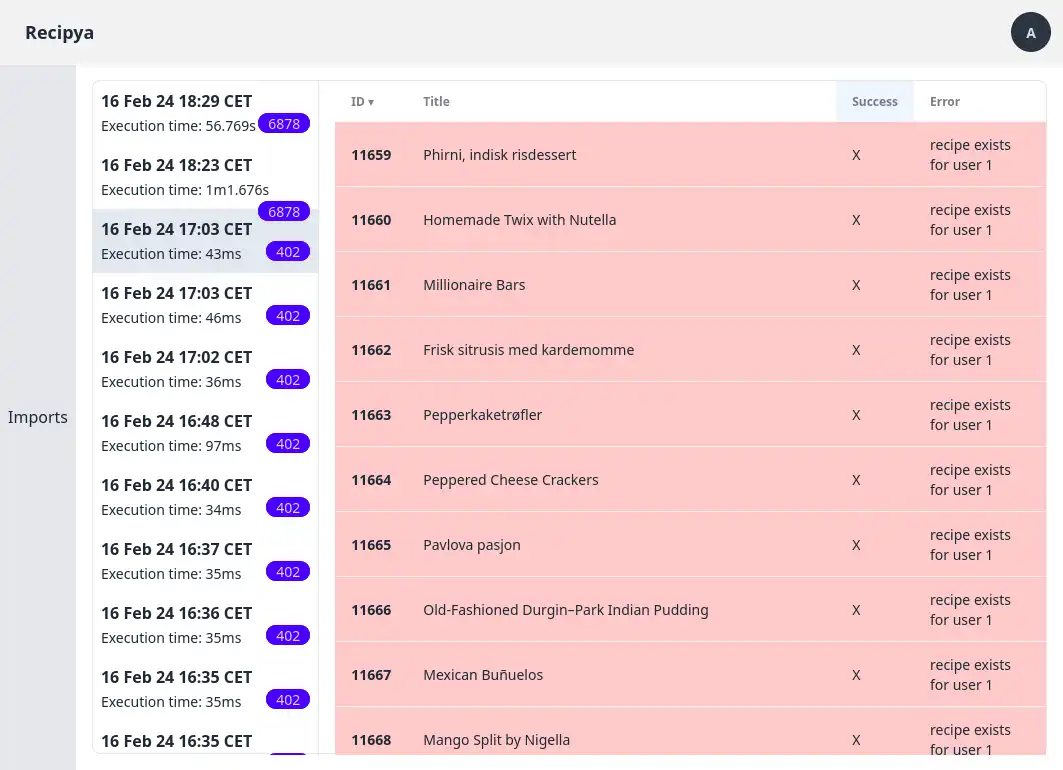 Recipya
A
Imports
16 Feb 24 18:29 CET
Execution time: 56.769s 6878
16 Feb 24 18:23 CET
Execution time: 1m1.676s
6878
16 Feb 24 17:03 CET
Execution time: 43ms 402
16 Feb 24 17:03 CET
Execution time: 46ms 402
16 Feb 24 17:02 CET
Execution time: 36ms 402
16 Feb 24 16:48 CET
Execution time: 97ms 402
16 Feb 24 16:40 CET
Execution time: 34ms 402
16 Feb 24 16:37 CET
Execution time: 35ms 402
16 Feb 24 16:36 CET
Execution time: 35ms 402
16 Feb 24 16:35 CET
Execution time: 35ms 402
16 Feb 24 16:35 CET
ID ▾ Title Success Error
11659 Phirni, indisk risdessert X recipe exists
for user 1
11660 Homemade Twix with Nutella X recipe exists
for user 1
11661 Millionaire Bars X recipe exists
for user 1
11662 Frisk sitrusis med kardemomme X recipe exists
for user 1
11663 Pepperkaketrøfler X recipe exists
for user 1
11664 Peppered Cheese Crackers X recipe exists
for user 1
11665 Pavlova pasjon X recipe exists
for user 1
11666 Old-Fashioned Durgin–Park Indian Pudding X recipe exists
for user 1
11667 Mexican Buñuelos X recipe exists
for user 1
11668 Mango Split by Nigella X recipe exists
for user 1